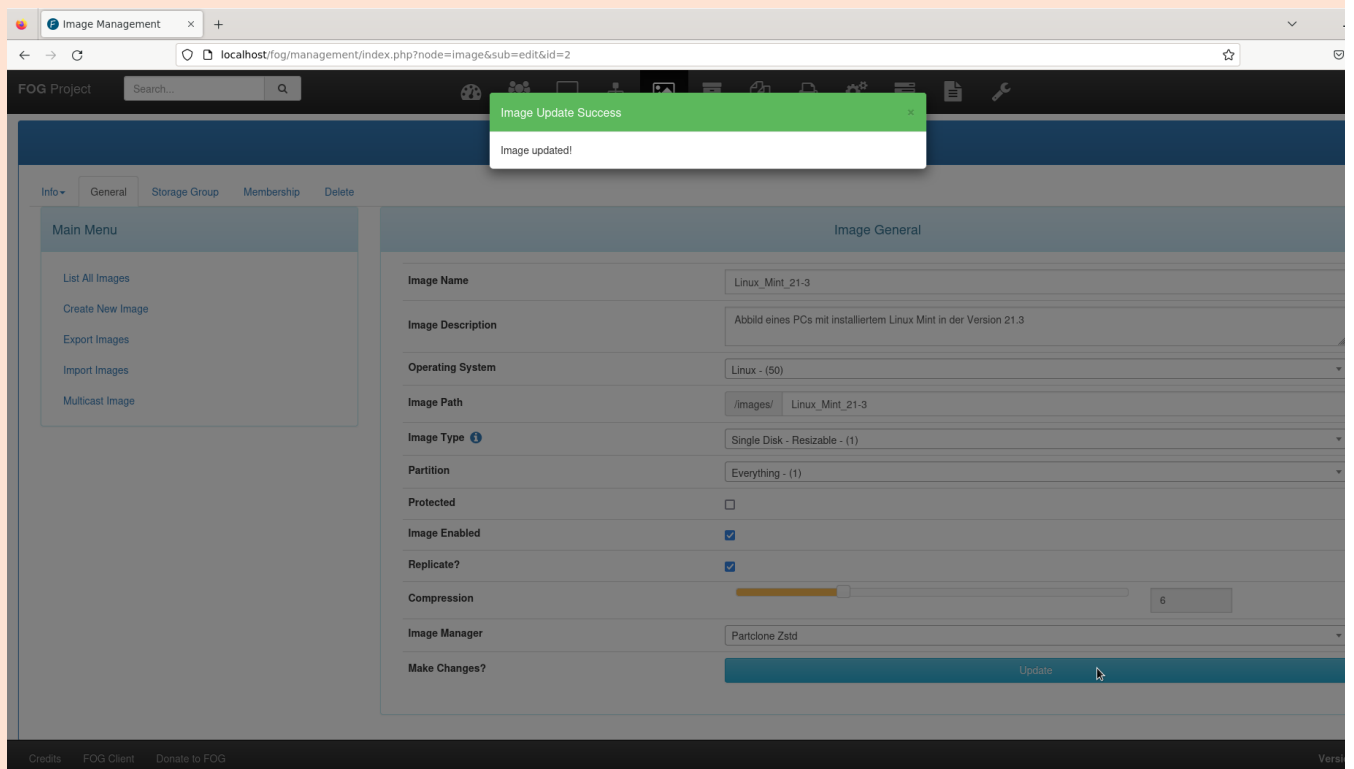 Image Management
localhost/fog/management/index.php?node=image&sub=edit&id=2
FOG Project
Search...
Image Update Success
×
Image updated!
Info
General
Storage Group
Membership
Delete
Main Menu
List All Images
Create New Image
Export Images
Import Images
Multicast Image
Image General
Image Name
Linux_Mint_21-3
Image Description
Abbild eines PCs mit installiertem Linux Mint in der Version 21.3
Operating System
Linux - (50)
Image Path
/images/
Linux_Mint_21-3
Image Type
Single Disk - Resizable - (1)
Partition
Everything - (1)
Protected
Image Enabled
Replicate?
Compression
6
Image Manager
Partclone Zstd
Make Changes?
Update
Credits
FOG Client
Donate to FOG